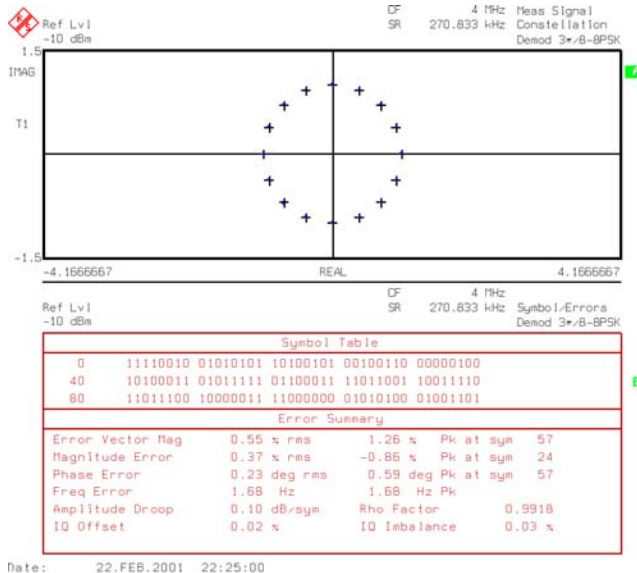 CF 4 MHz Meas Signal
Ref Lvl SR 270.833 kHz Constellation
-10 dBm Demod 3π/8-8PSK
1.5
IMAG
A
T1
-1.5
-4.1666667 REAL 4.1666667
CF 4 MHz
Ref Lvl SR 270.833 kHz Symbol/Errors
-10 dBm Demod 3π/8-8PSK
Symbol Table
0 11110010 01010101 10100101 00100110 00000100
40 10100011 01011111 01100011 11011001 10011110
80 11011100 10000011 11000000 01010100 01001101
B
Error Summary
Error Vector Mag 0.55 % rms 1.26 % Pk at sym 57
Magnitude Error 0.37 % rms -0.86 % Pk at sym 24
Phase Error 0.23 deg rms 0.59 deg Pk at sym 57
Freq Error 1.68 Hz 1.68 Hz Pk
Amplitude Droop 0.10 dB/sym Rho Factor 0.9918
IQ Offset 0.02 % IQ Imbalance 0.03 %
Date: 22.FEB.2001 22:25:00